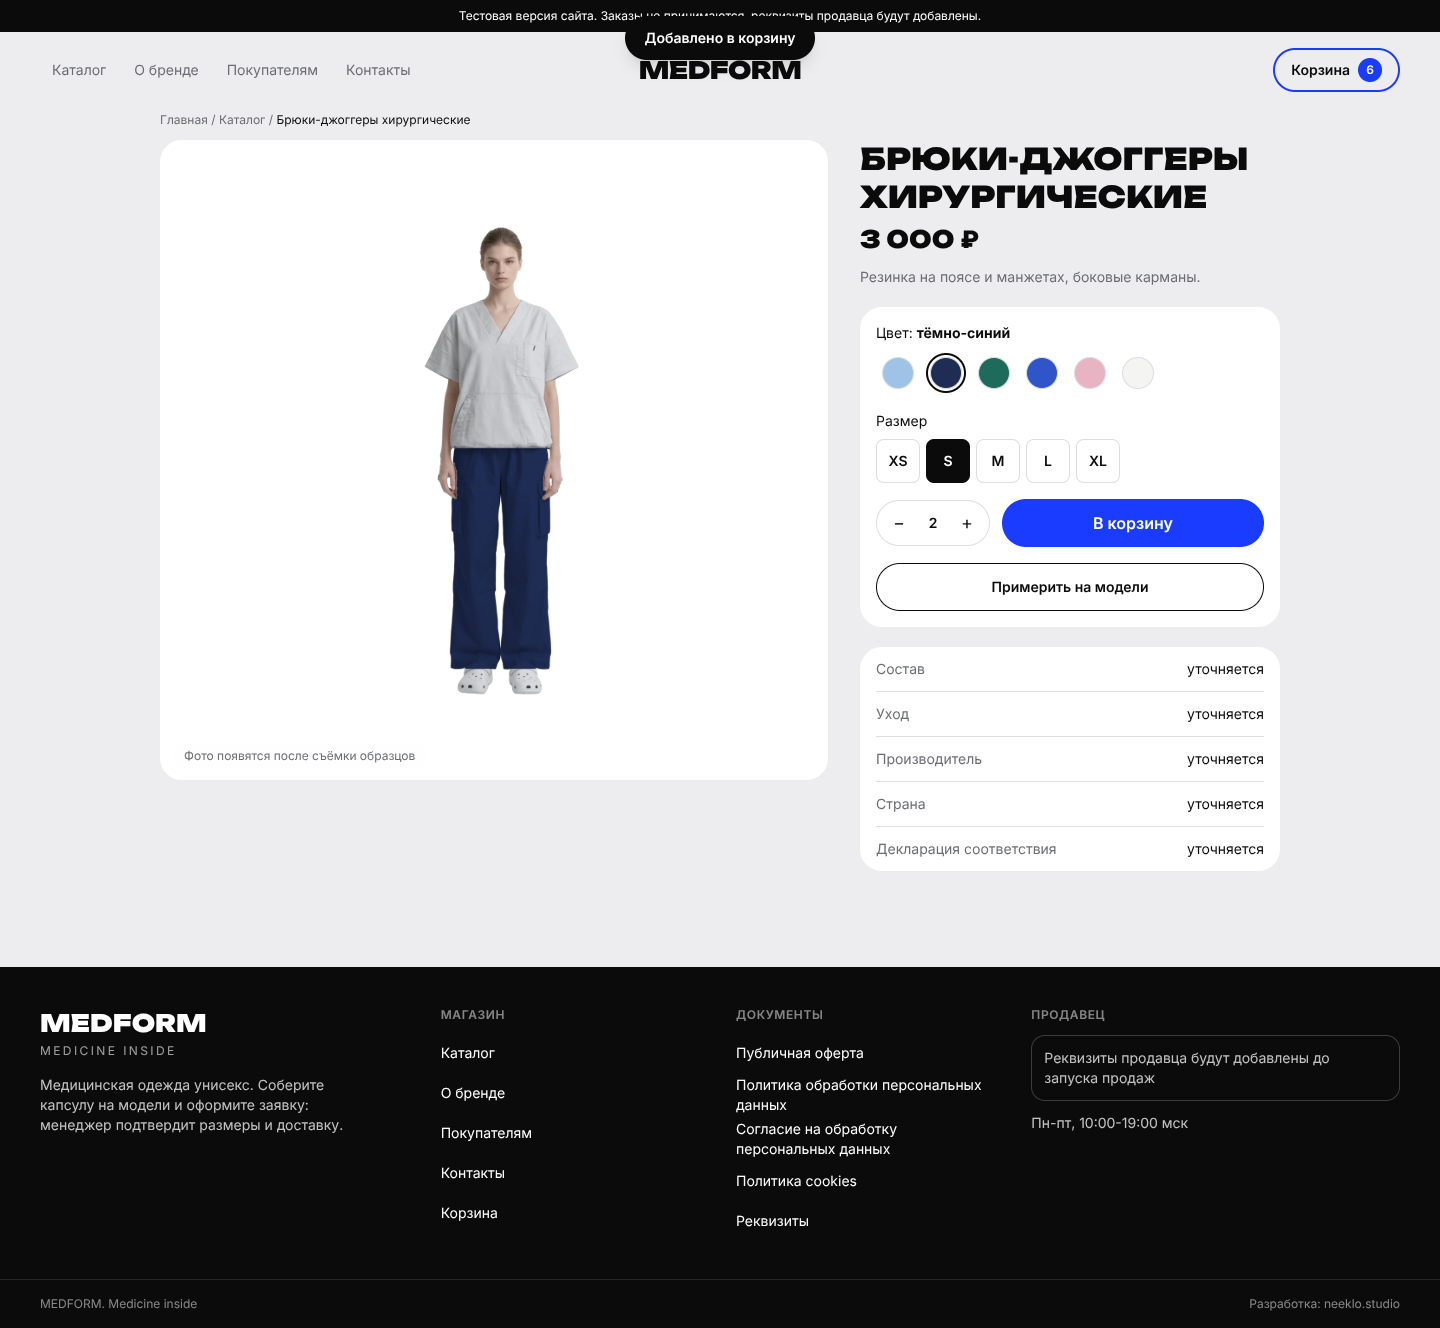 Тестовая версия сайта. Заказы не принимаются, реквизиты продавца будут добавлены.
Добавлено в корзину
Каталог
О бренде
Покупателям
Контакты
MEDFORM
Корзина 6
Главная / Каталог / Брюки-джоггеры хирургические
БРЮКИ-ДЖОГГЕРЫ
ХИРУРГИЧЕСКИЕ
3 000 ₽
Резинка на поясе и манжетах, боковые карманы.
Цвет: тёмно-синий
Размер
XS
S
M
L
XL
− 2 +
В корзину
Примерить на модели
Фото появятся после съёмки образцов
Состав уточняется
Уход уточняется
Производитель уточняется
Страна уточняется
Декларация соответствия уточняется
MEDFORM
MEDICINE INSIDE
Медицинская одежда унисекс. Соберите
капсулу на модели и оформите заявку:
менеджер подтвердит размеры и доставку.
МАГАЗИН
Каталог
О бренде
Покупателям
Контакты
Корзина
ДОКУМЕНТЫ
Публичная оферта
Политика обработки персональных
данных
Согласие на обработку
персональных данных
Политика cookies
Реквизиты
ПРОДАВЕЦ
Реквизиты продавца будут добавлены до
запуска продаж
Пн-пт, 10:00-19:00 мск
MEDFORM. Medicine inside
Разработка: neeklo.studio